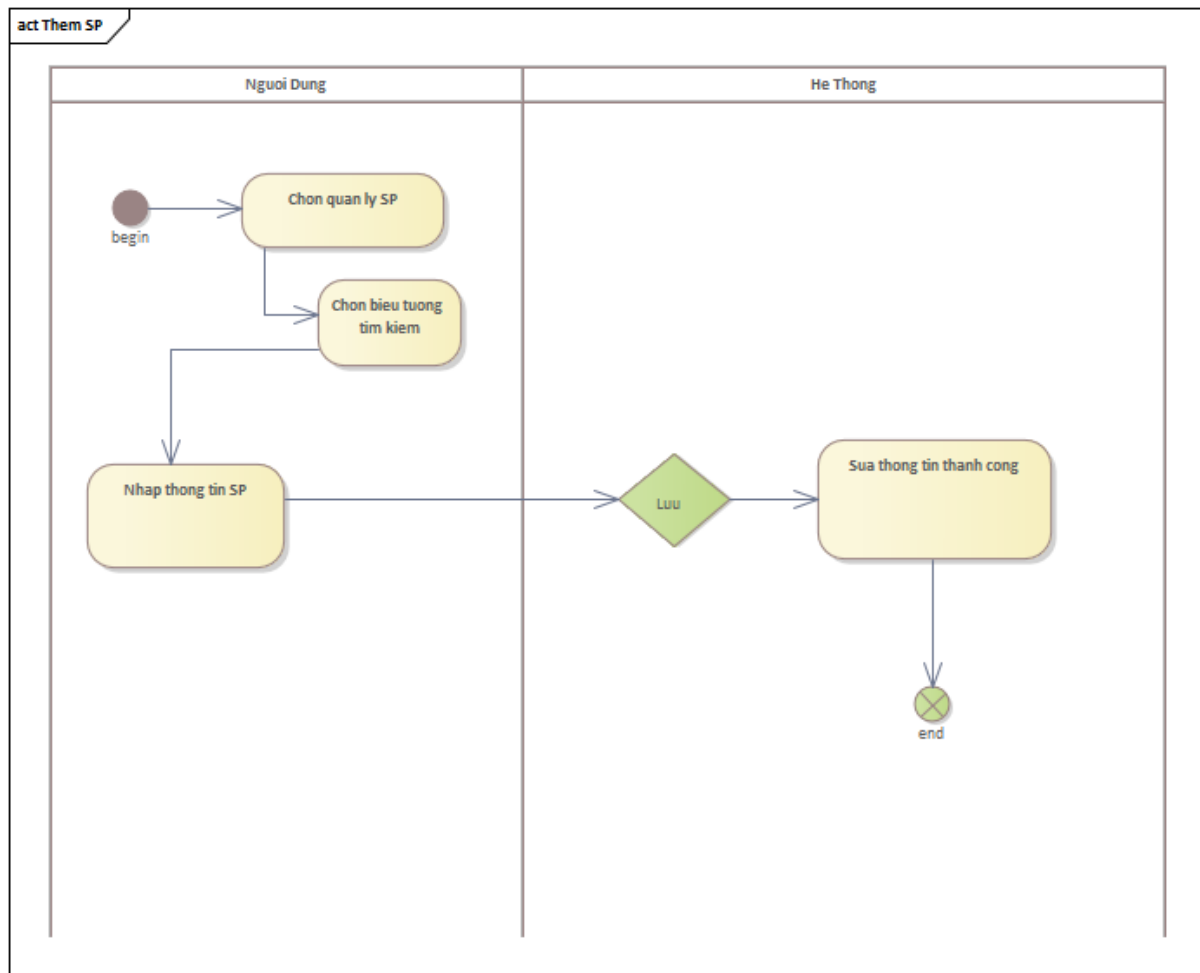 act Them SP
Nguoi Dung
He Thong
begin
Chon quan ly SP
Chon bieu tuong
tim kiem
Nhap thong tin SP
Luu
Sua thong tin thanh cong
end